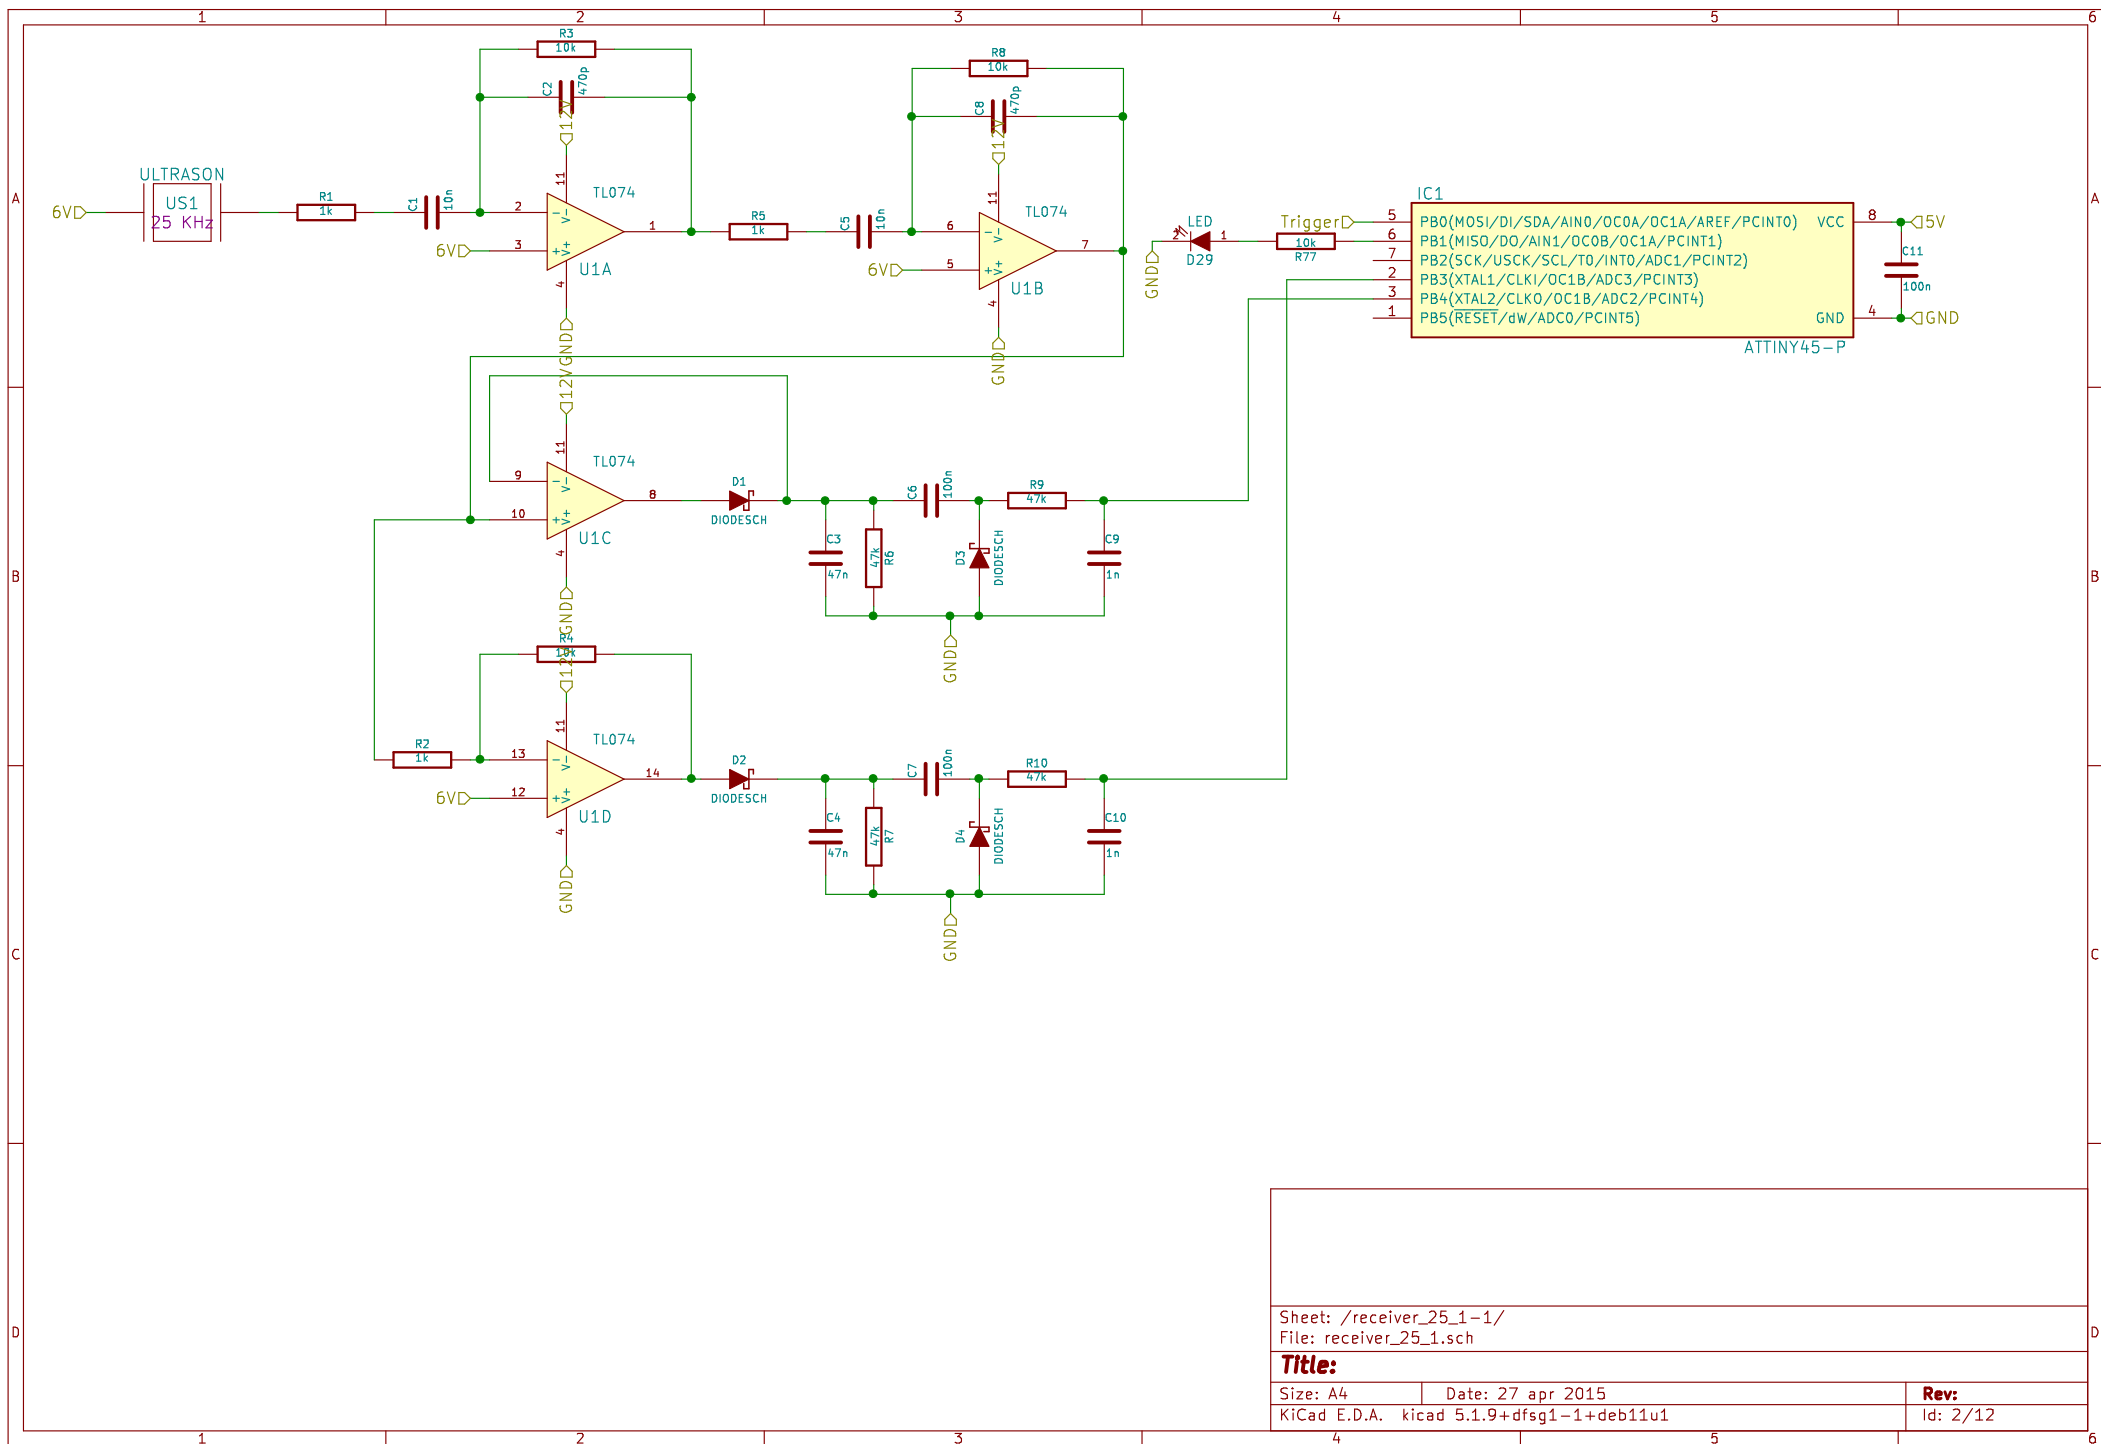 1 2 3 4 5 6
A A
B B
C C
D D
R3
10k
C2
470p
12V
ULTRASON
US1
25 KHz
6V
R1
1k
C1
10n
2
3
6V
11
V-
V+
4
TL074
1
U1A
GND
R5
1k
C5
10n
R8
10k
C8
470p
12V
6
5
6V
11
V-
V+
4
TL074
7
U1B
GND
GND
2
LED
D29
1
10k
R77
Trigger
IC1
5 PB0(MOSI/DI/SDA/AIN0/OC0A/OC1A/AREF/PCINT0) VCC 8 5V
6 PB1(MISO/DO/AIN1/OC0B/OC1A/PCINT1)
7 PB2(SCK/USCK/SCL/T0/INT0/ADC1/PCINT2)
2 PB3(XTAL1/CLKI/OC1B/ADC3/PCINT3)
3 PB4(XTAL2/CLKO/OC1B/ADC2/PCINT4)
1 PB5(RESET/dW/ADC0/PCINT5) GND 4 GND
ATTINY45-P
C11
100n
12V
9
10
11
V-
V+
4
TL074
8
U1C
GND
D1
DIODESCH
C3
47n
47k
R6
C6
100n
D3
DIODESCH
R9
47k
C9
1n
GND
R4
10k
12V
R2
1k
13
12
6V
11
V-
V+
4
TL074
14
U1D
GND
D2
DIODESCH
C4
47n
47k
R7
C7
100n
D4
DIODESCH
R10
47k
C10
1n
GND
Sheet: /receiver_25_1-1/
File: receiver_25_1.sch
Title:
Size: A4 Date: 27 apr 2015 Rev:
KiCad E.D.A. kicad 5.1.9+dfsg1-1+deb11u1 Id: 2/12
1 2 3 4 5 6